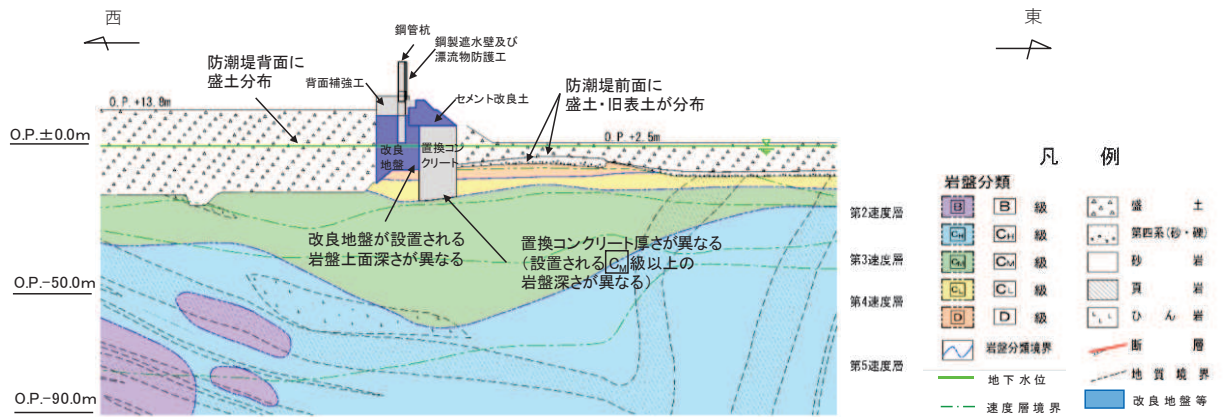 西
東
鋼管杭
鋼製遮水壁及び
漂流物防護工
背面補強工
セメント改良土
防潮堤背面に
盛土分布
防潮堤前面に
盛土・旧表土が分布
O.P.+13.8m
O.P.+2.5m
O.P.±0.0m
改良
地盤
置換コン
クリート
改良地盤が設置される
岩盤上面深さが異なる
置換コンクリート厚さが異なる
(設置されるCM級以上の
岩盤深さが異なる)
O.P.-50.0m
O.P.-90.0m
第2速度層
第3速度層
第4速度層
第5速度層
凡 例
岩盤分類
B B 級
CH CH 級
CM CM 級
CL CL 級
D D 級
岩盤分類境界
地下水位
速度層境界
盛 土
第四系(砂・礫)
砂 岩
頁 岩
ひん岩
断 層
地質境界
改良地盤等